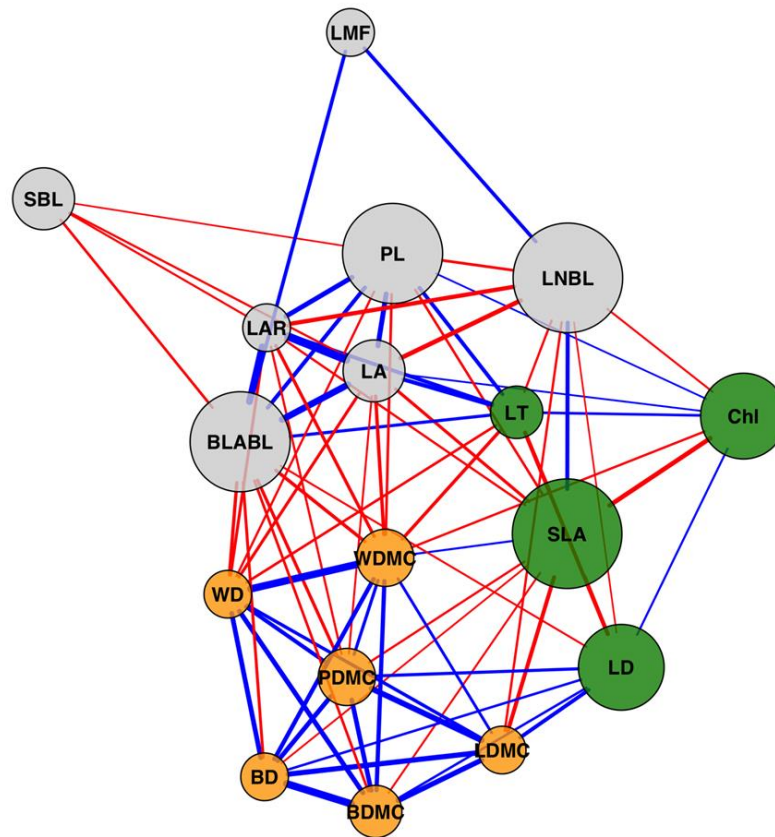 LMF
SBL
PL
LNBL
LAR
LA
LT
Chl
BLABL
SLA
WDMC
WD
LD
PDMC
LDMC
BD
BDMC